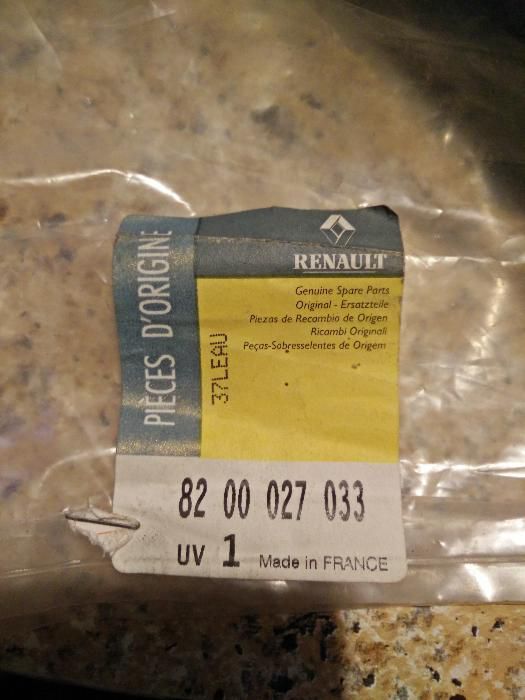 PIECES D'ORIGINE
RENAULT
Genuine Spare Parts
Original - Ersatzteile
Piezas de Recambio de Origen
Ricambi Originali
Peças-Sobresselentes de Origem
37LEAU
82 00 027 033
UV 1 Made in FRANCE